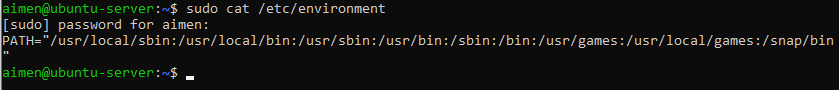 aimen@ubuntu-server:~$ sudo cat /etc/environment
[sudo] password for aimen:
PATH="/usr/local/sbin:/usr/local/bin:/usr/sbin:/usr/bin:/sbin:/bin:/usr/games:/usr/local/games:/snap/bin
"
aimen@ubuntu-server:~$